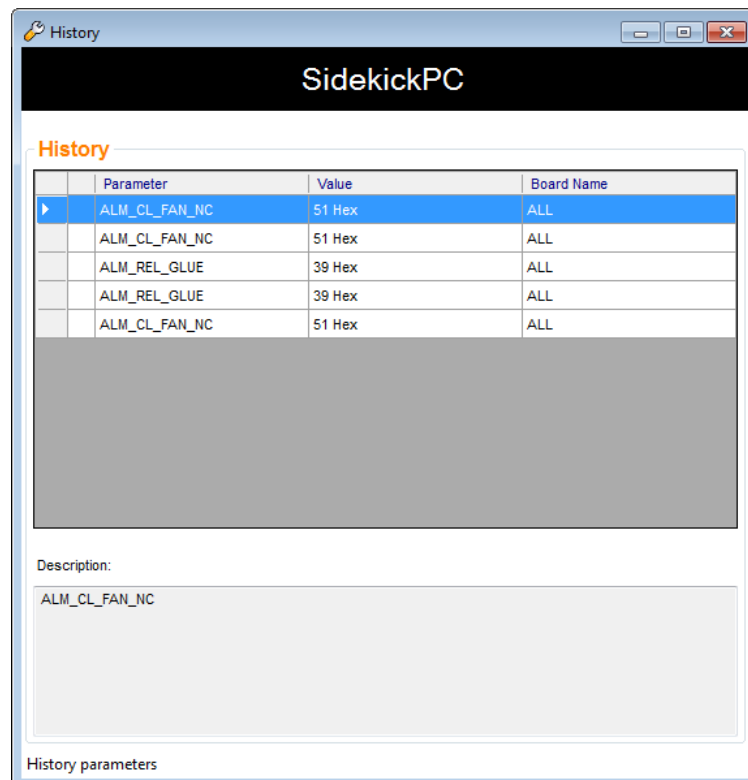 History
SidekickPC
History
Parameter Value Board Name
ALM_CL_FAN_NC 51 Hex ALL
ALM_CL_FAN_NC 51 Hex ALL
ALM_REL_GLUE 39 Hex ALL
ALM_REL_GLUE 39 Hex ALL
ALM_CL_FAN_NC 51 Hex ALL
Description:
ALM_CL_FAN_NC
History parameters